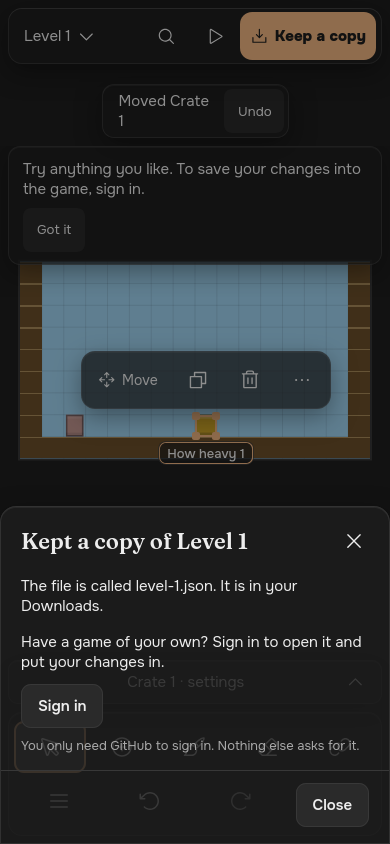 Level 1
Keep a copy
Moved Crate
1
Undo
Try anything you like. To save your changes into
the game, sign in.
Got it
Move
How heavy 1
Kept a copy of Level 1
The file is called level-1.json. It is in your
Downloads.
Have a game of your own? Sign in to open it and
put your changes in.
Crate 1 · settings
Sign in
You only need GitHub to sign in. Nothing else asks for it.
Close